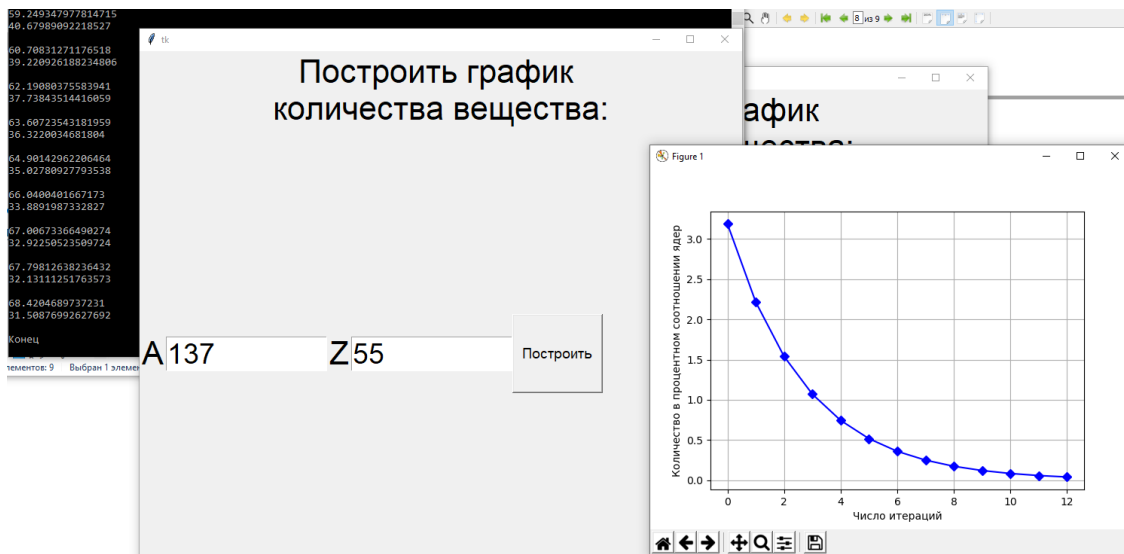 59.249347977814715
40.67989092218527
60.70831271176518
39.220926188234806
62.19080375583941
37.73843514416059
63.60723543181959
36.3220034681804
64.90142962206464
35.02780927793538
66.0400401667173
33.8891987332827
67.00673366490274
32.92250523509724
67.79812638236432
32.13111251763573
68.4204689737231
31.50876992627692
Конец
лементов: 9 Выбран 1 элемен
tk
Построить график
количества вещества:
A 137 Z 55 Построить
8 из 9
афик
Figure 1
Количество в процентном соотношении ядер
3.0
2.5
2.0
1.5
1.0
0.5
0.0
0 2 4 6 8 10 12
Число итераций